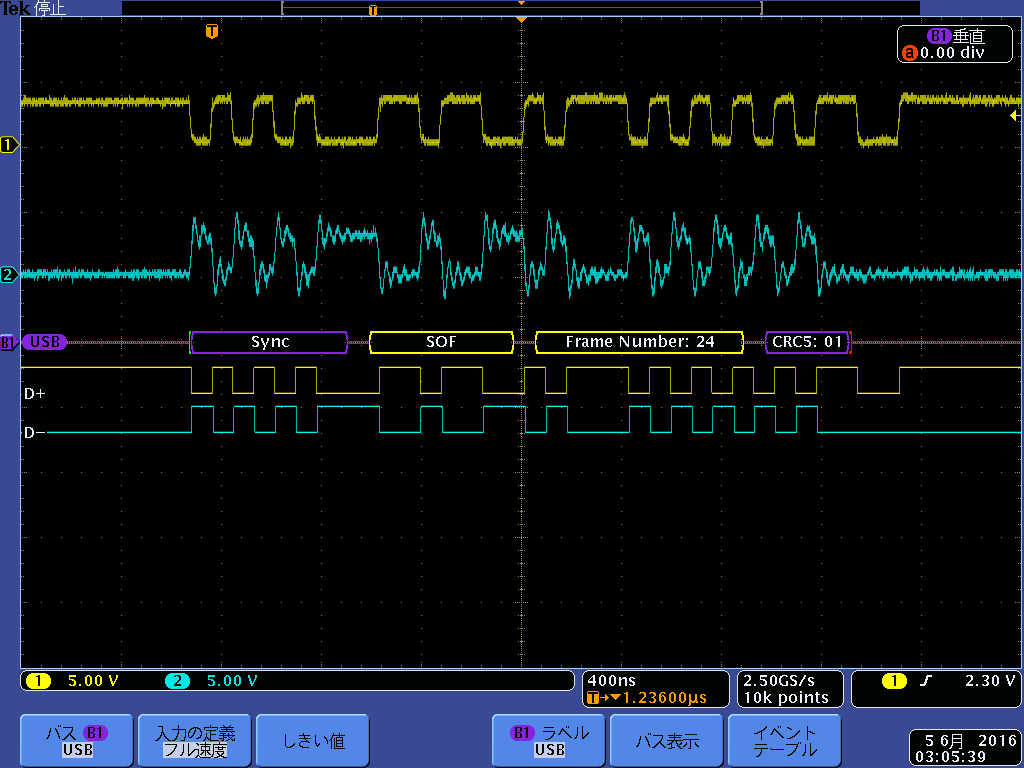 Tek 停止
T
T
B1 垂直
a 0.00 div
1
2
B1 USB
Sync
SOF
Frame Number: 24
CRC5: 01
D+
D-
1 5.00 V
2 5.00 V
400ns
T→▼1.23600μs
2.50GS/s
10k points
1 2.30 V
バス B1
USB
入力の定義
フル速度
しきい値
B1 ラベル
USB
バス表示
イベント
テーブル
5 6月 2016
03:05:39